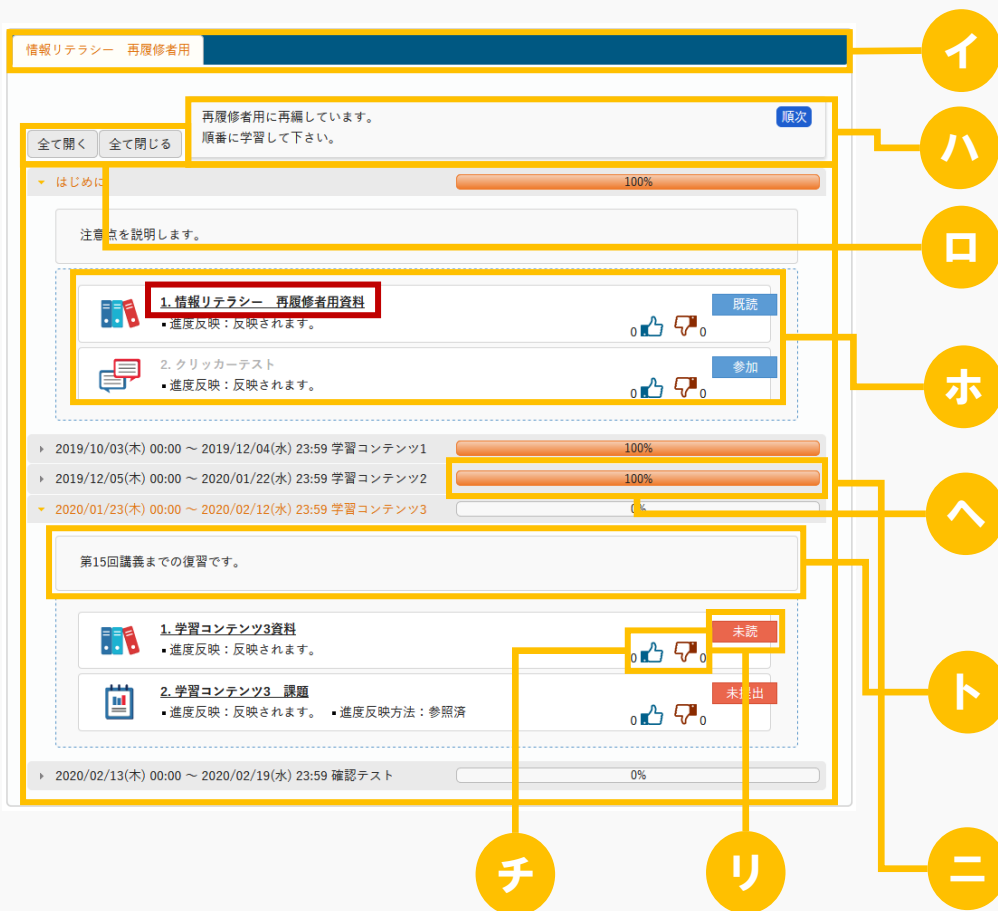 情報リテラシー　再履修者用
イ
再履修者用に再編しています。
順次
順番に学習して下さい。
全て開く 全て閉じる
ハ
はじめに 100%
注意点を説明します。
ロ
1. 情報リテラシー　再履修者用資料
既読
▪進度反映：反映されます。
0 0
2. クリッカーテスト
参加
▪進度反映：反映されます。
0 0
ホ
2019/10/03(木) 00:00 ～ 2019/12/04(水) 23:59 学習コンテンツ1 100%
2019/12/05(木) 00:00 ～ 2020/01/22(水) 23:59 学習コンテンツ2 100%
2020/01/23(木) 00:00 ～ 2020/02/12(水) 23:59 学習コンテンツ3 0%
ヘ
第15回講義までの復習です。
1. 学習コンテンツ3資料
未読
▪進度反映：反映されます。
0 0
2. 学習コンテンツ3　課題
未提出
▪進度反映：反映されます。 ▪進度反映方法：参照済
0 0
ト
2020/02/13(木) 00:00 ～ 2020/02/19(水) 23:59 確認テスト 0%
チ
リ
ニ